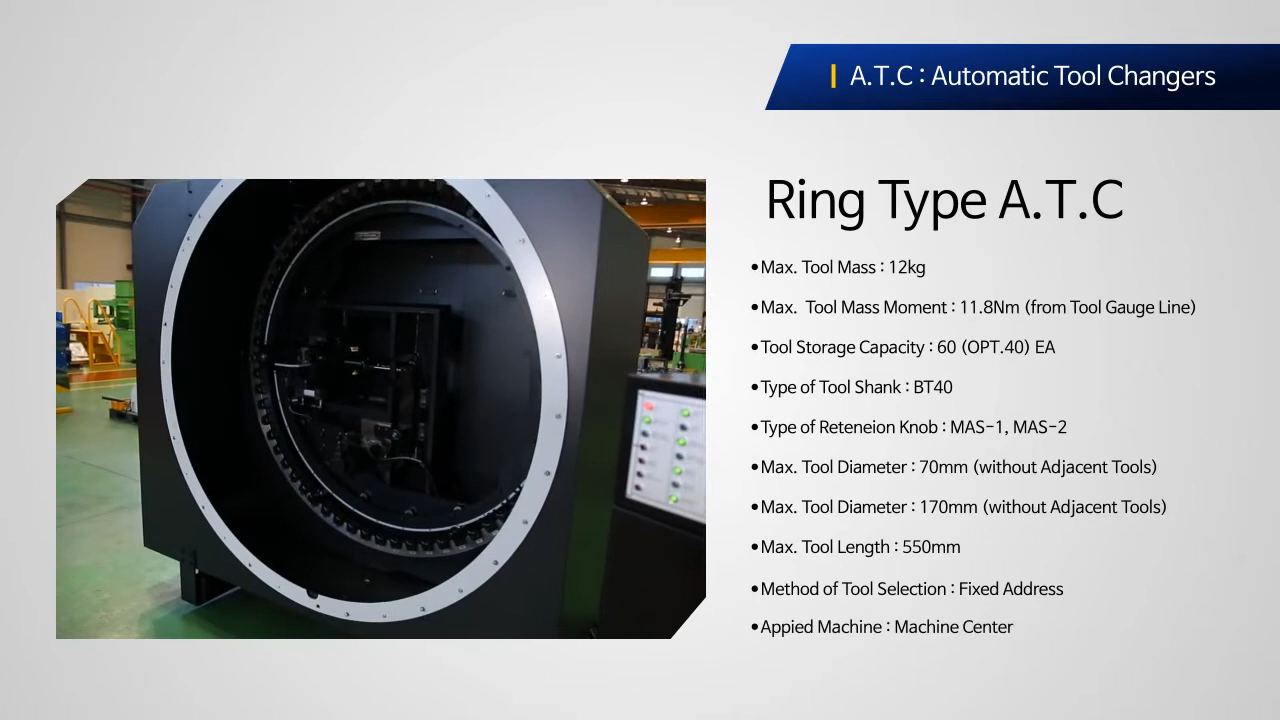 A.T.C : Automatic Tool Changers
Ring Type A.T.C
•Max. Tool Mass : 12kg
•Max. Tool Mass Moment : 11.8Nm (from Tool Gauge Line)
•Tool Storage Capacity : 60 (OPT.40) EA
•Type of Tool Shank : BT40
•Type of Reteneion Knob : MAS-1, MAS-2
•Max. Tool Diameter : 70mm (without Adjacent Tools)
•Max. Tool Diameter : 170mm (without Adjacent Tools)
•Max. Tool Length : 550mm
•Method of Tool Selection : Fixed Address
•Appied Machine : Machine Center